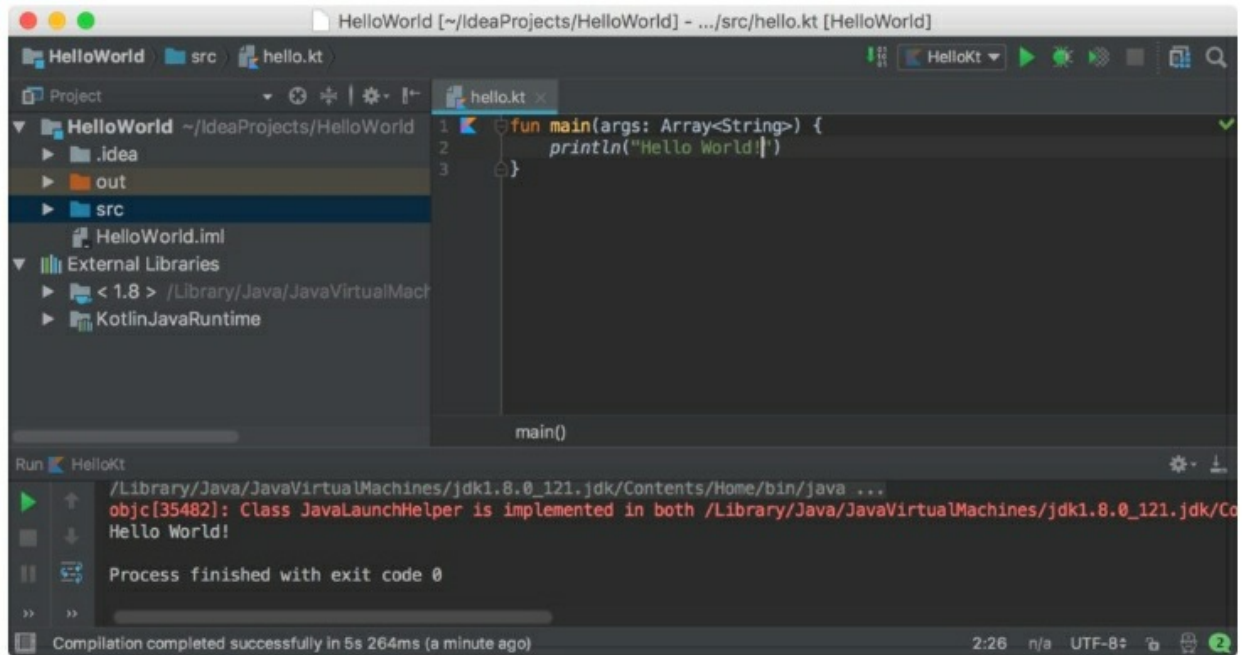 HelloWorld [~/IdeaProjects/HelloWorld] - .../src/hello.kt [HelloWorld]
HelloWorld src hello.kt HelloKt
Project hello.kt
HelloWorld ~/IdeaProjects/HelloWorld
.idea
out
src
HelloWorld.iml
External Libraries
< 1.8 > /Library/Java/JavaVirtualMach
KotlinJavaRuntime
1 fun main(args: Array<String>) {
2 println("Hello World!")
3 }
main()
Run HelloKt
/Library/Java/JavaVirtualMachines/jdk1.8.0_121.jdk/Contents/Home/bin/java ...
objc[35482]: Class JavaLaunchHelper is implemented in both /Library/Java/JavaVirtualMachines/jdk1.8.0_121.jdk/Co
Hello World!
Process finished with exit code 0
Compilation completed successfully in 5s 264ms (a minute ago) 2:26 n/a UTF-8 2